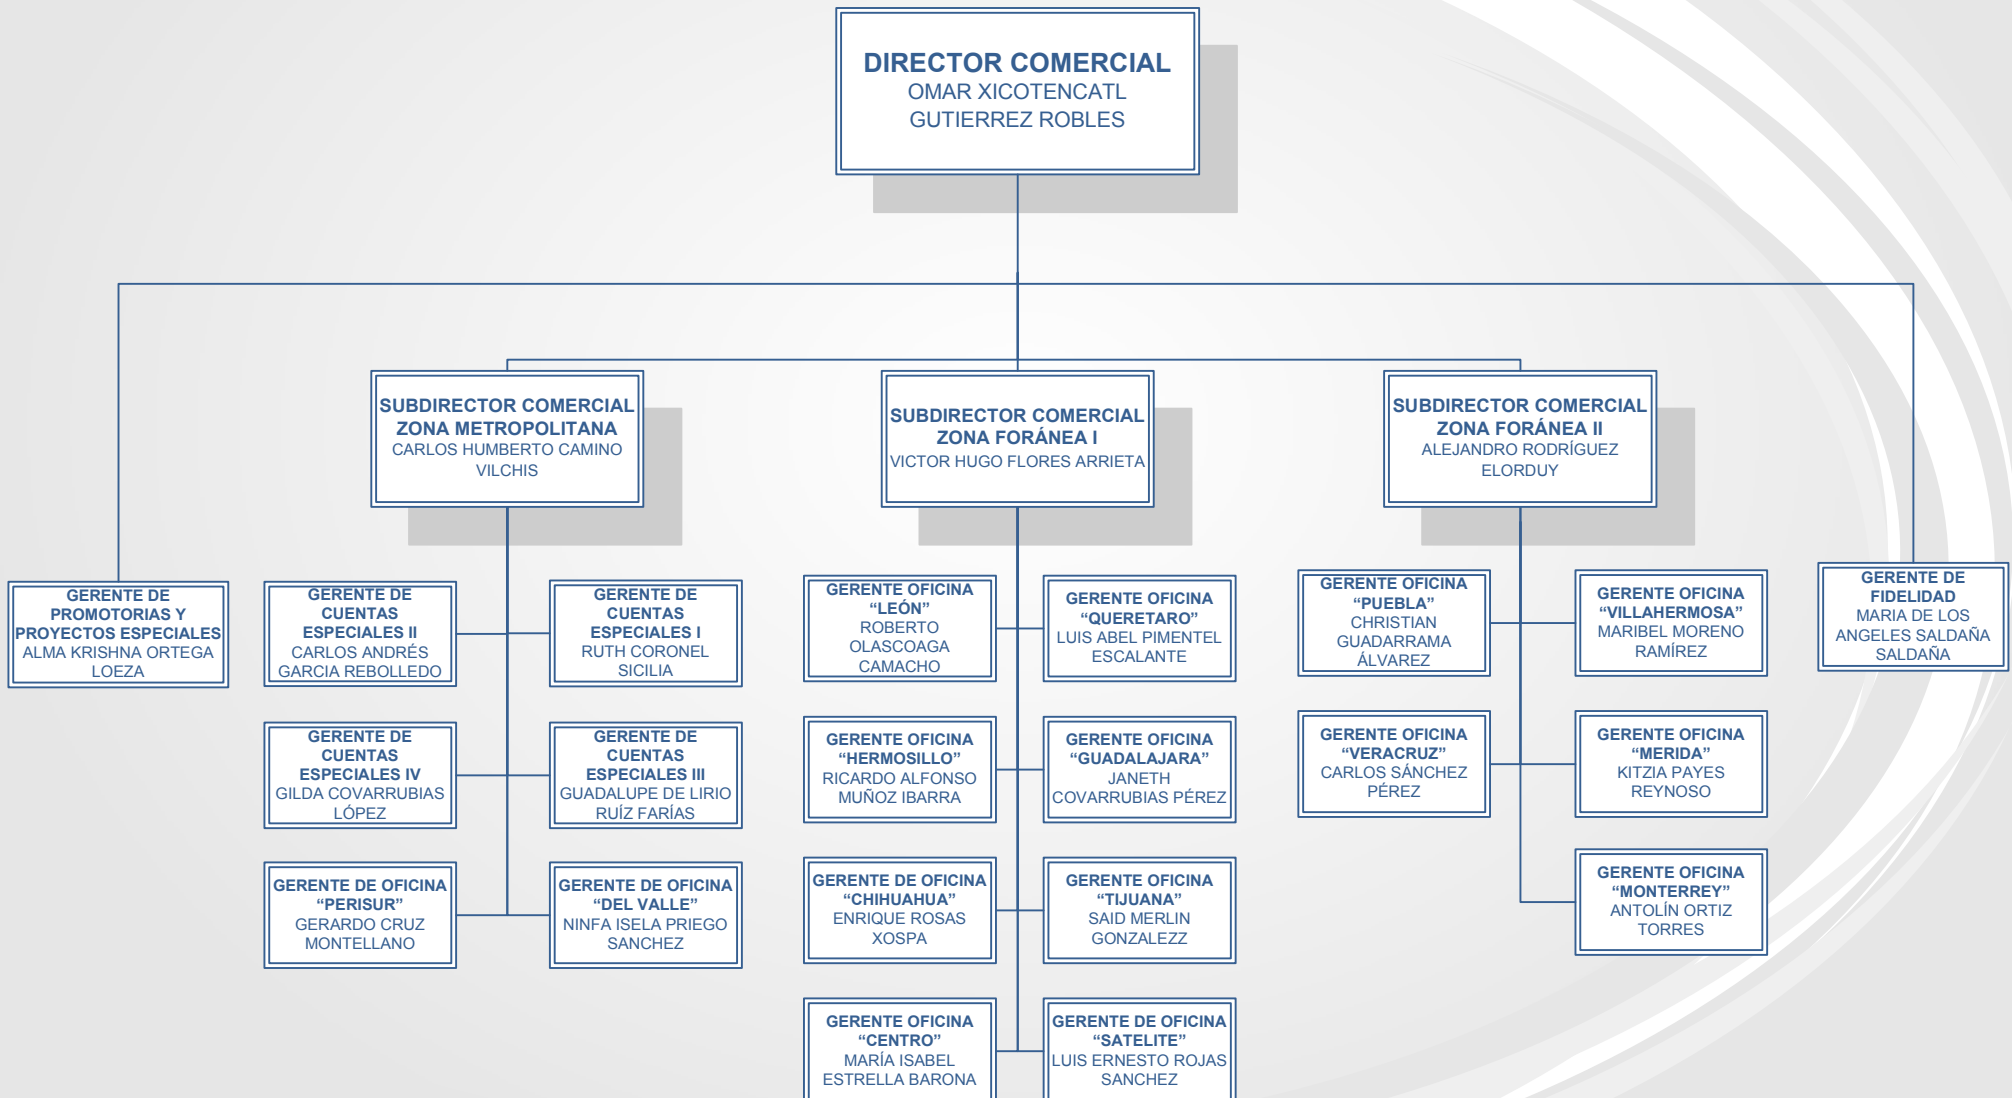 DIRECTOR COMERCIAL
OMAR XICOTENCATL
GUTIERREZ ROBLES
SUBDIRECTOR COMERCIAL
ZONA METROPOLITANA
CARLOS HUMBERTO CAMINO
VILCHIS
SUBDIRECTOR COMERCIAL
ZONA FORÁNEA I
VICTOR HUGO FLORES ARRIETA
SUBDIRECTOR COMERCIAL
ZONA FORÁNEA II
ALEJANDRO RODRÍGUEZ
ELORDUY
GERENTE DE
PROMOTORIAS Y
PROYECTOS ESPECIALES
ALMA KRISHNA ORTEGA
LOEZA
GERENTE DE
CUENTAS
ESPECIALES II
CARLOS ANDRÉS
GARCIA REBOLLEDO
GERENTE DE
CUENTAS
ESPECIALES I
RUTH CORONEL
SICILIA
GERENTE OFICINA
“LEÓN”
ROBERTO
OLASCOAGA
CAMACHO
GERENTE OFICINA
“QUERETARO”
LUIS ABEL PIMENTEL
ESCALANTE
GERENTE OFICINA
“PUEBLA”
CHRISTIAN
GUADARRAMA
ÁLVAREZ
GERENTE OFICINA
“VILLAHERMOSA”
MARIBEL MORENO
RAMÍREZ
GERENTE DE
FIDELIDAD
MARIA DE LOS
ANGELES SALDAÑA
SALDAÑA
GERENTE DE
CUENTAS
ESPECIALES IV
GILDA COVARRUBIAS
LÓPEZ
GERENTE DE
CUENTAS
ESPECIALES III
GUADALUPE DE LIRIO
RUÍZ FARÍAS
GERENTE OFICINA
“HERMOSILLO”
RICARDO ALFONSO
MUÑOZ IBARRA
GERENTE OFICINA
“GUADALAJARA”
JANETH
COVARRUBIAS PÉREZ
GERENTE OFICINA
“VERACRUZ”
CARLOS SÁNCHEZ
PÉREZ
GERENTE OFICINA
“MERIDA”
KITZIA PAYES
REYNOSO
GERENTE DE OFICINA
“PERISUR”
GERARDO CRUZ
MONTELLANO
GERENTE DE OFICINA
“DEL VALLE”
NINFA ISELA PRIEGO
SANCHEZ
GERENTE DE OFICINA
“CHIHUAHUA”
ENRIQUE ROSAS
XOSPA
GERENTE OFICINA
“TIJUANA”
SAID MERLIN
GONZALEZZ
GERENTE OFICINA
“MONTERREY”
ANTOLÍN ORTIZ
TORRES
GERENTE OFICINA
“CENTRO”
MARÍA ISABEL
ESTRELLA BARONA
GERENTE DE OFICINA
“SATELITE”
LUIS ERNESTO ROJAS
SANCHEZ